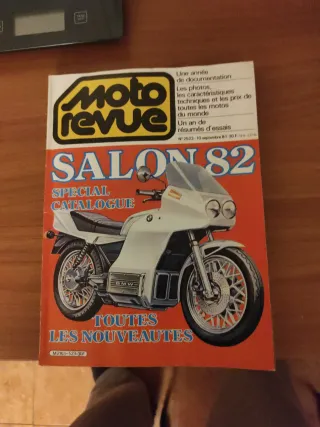 moto
revue
Une année
de documentation
Les photos,
les caractéristiques
techniques et les prix de
toutes les motos
du monde
Un an de
résumés d'essais
SALON 82
SPECIAL
CATALOGUE
BMW
TOUTES
LES NOUVEAUTES